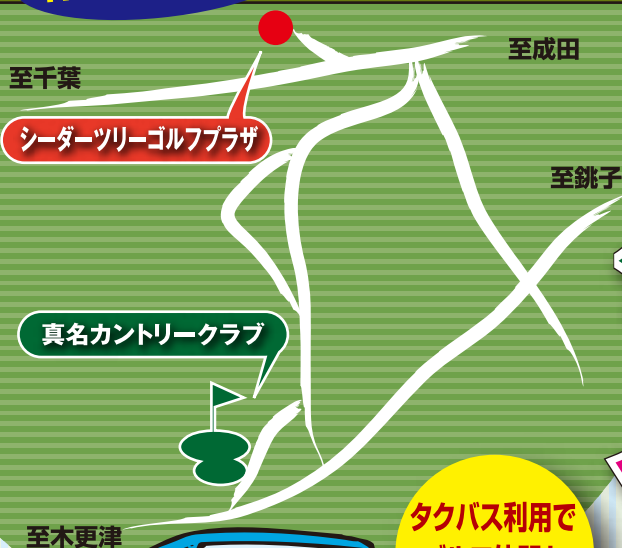 至成田
至千葉
シーダーツリーゴルフプラザ
至銚子
真名カントリークラブ
タクバス利用で
至木更津